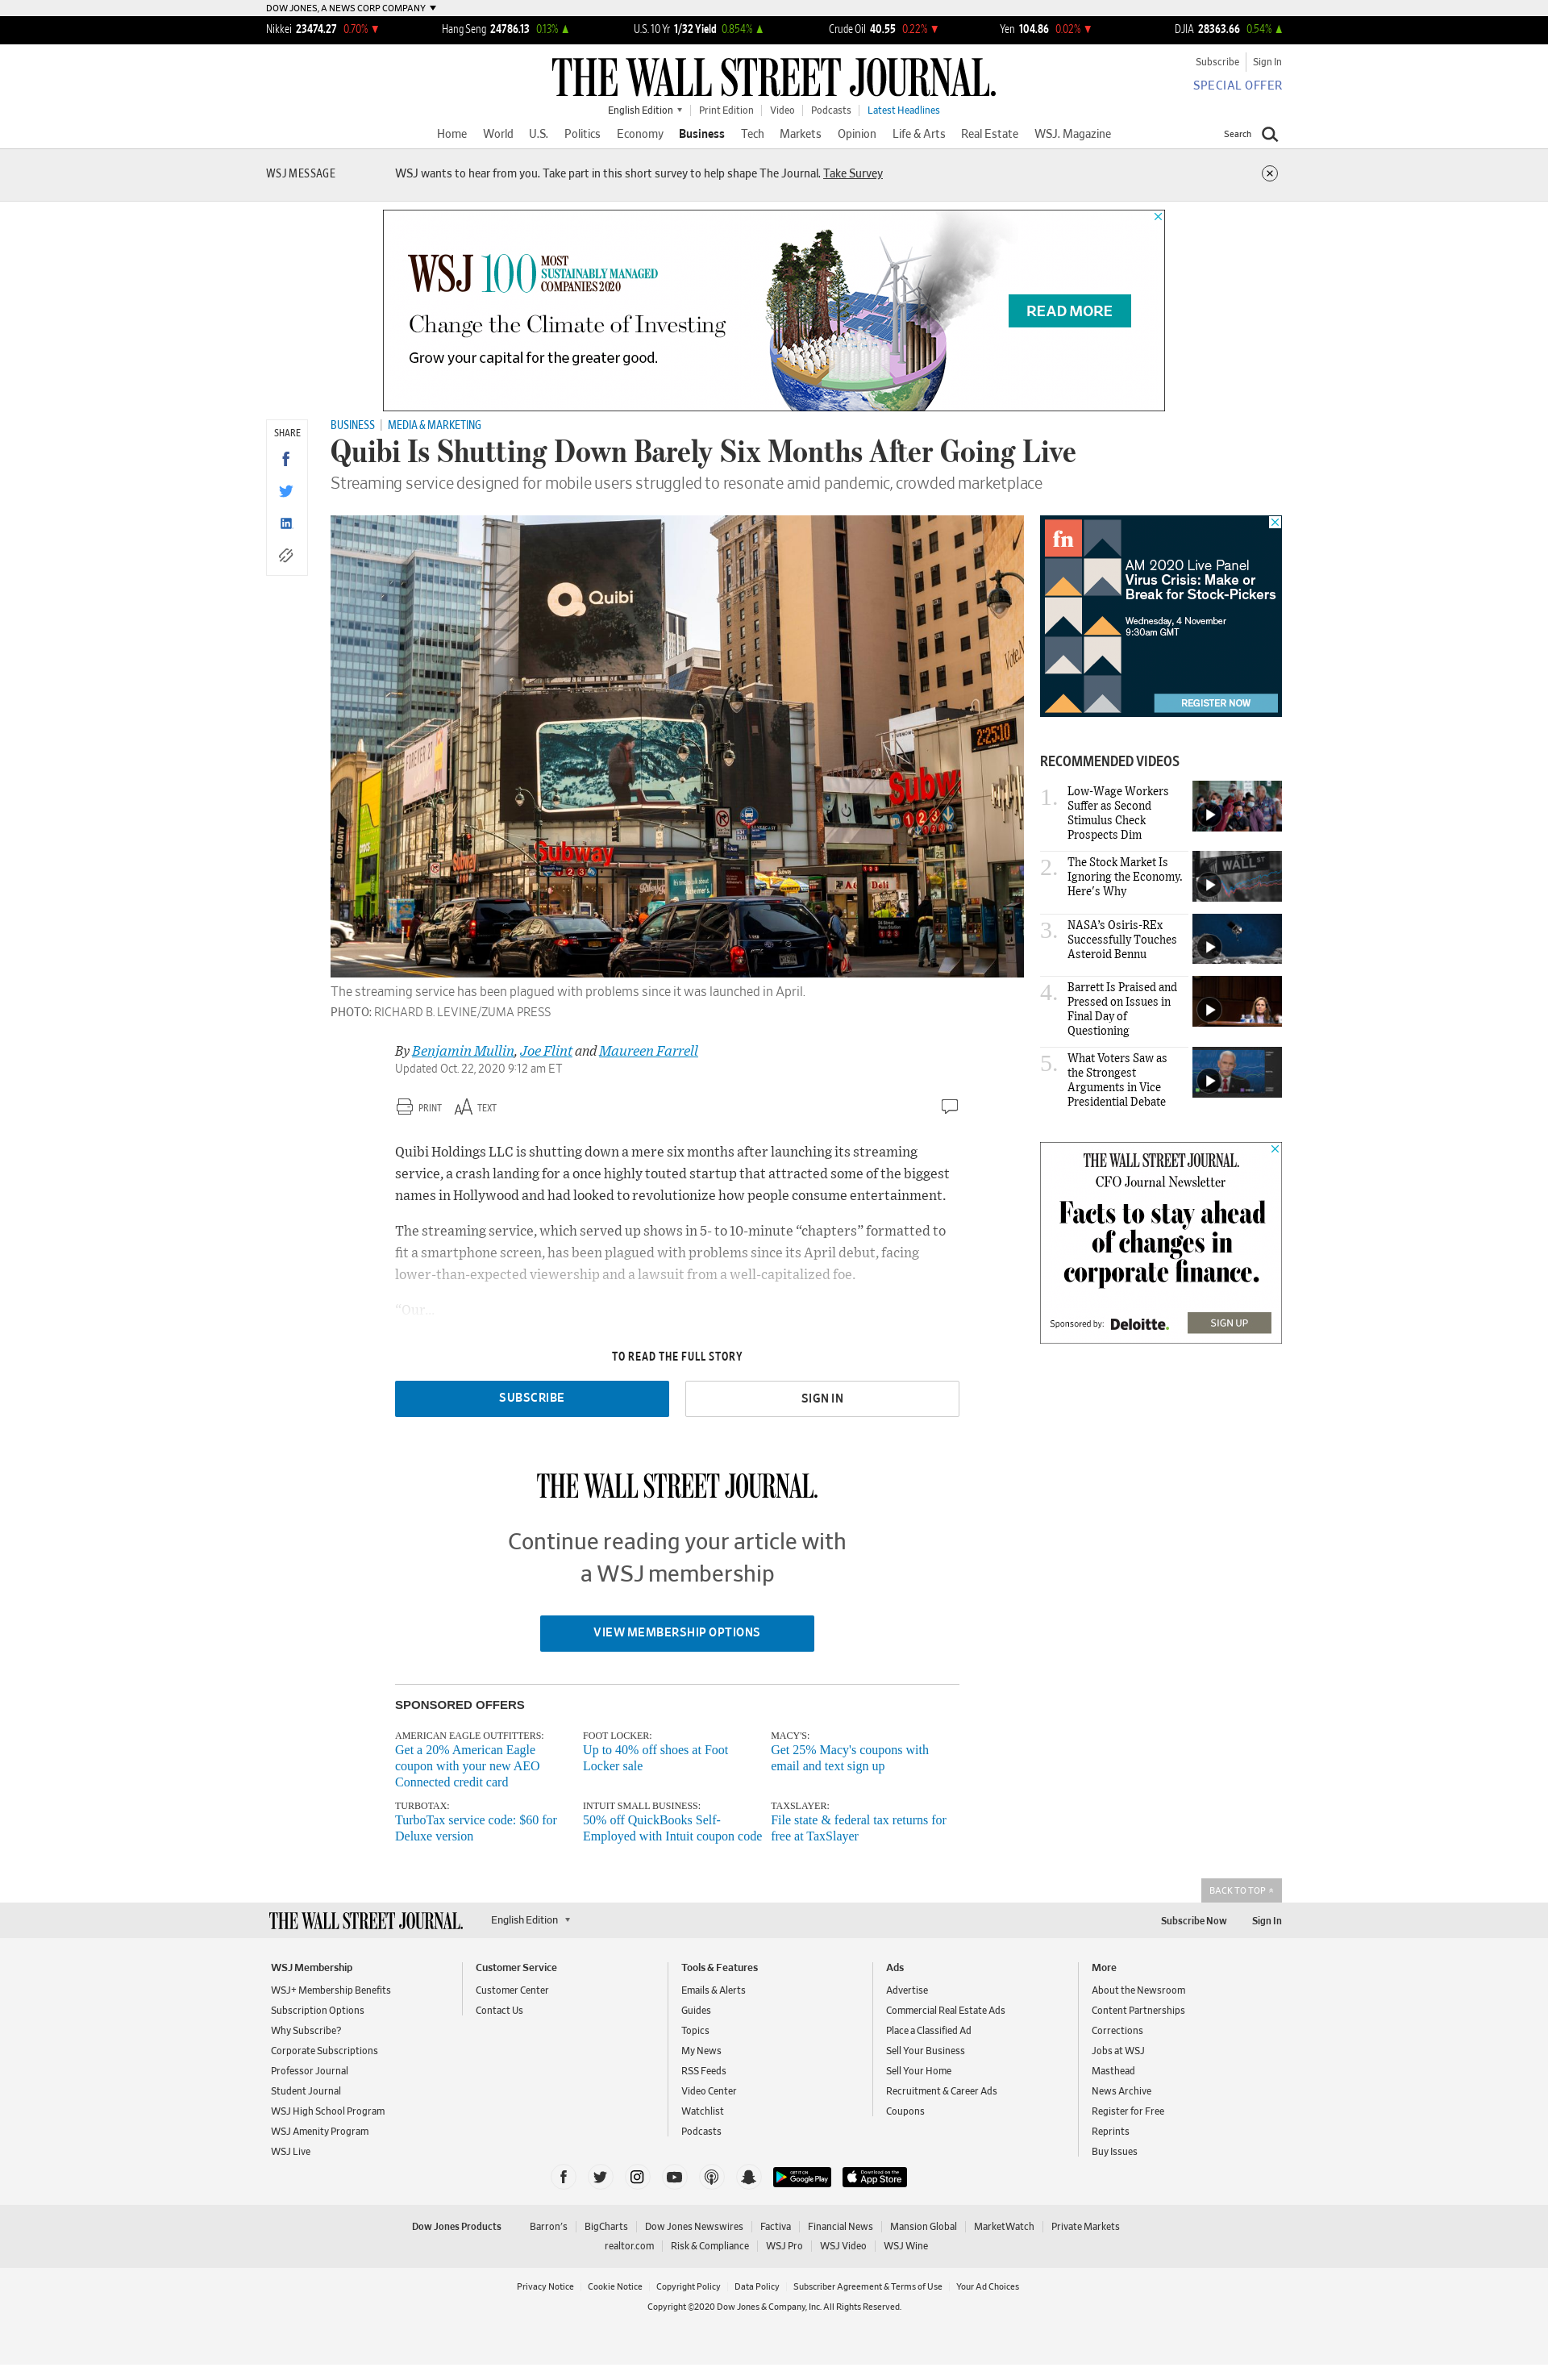 DOW JONES, A NEWS CORP COMPANY
Nikkei 23474.27 0.70%
Hang Seng 24786.13 0.13%
U.S. 10 Yr 1/32 Yield 0.854%
Crude Oil 40.55 0.22%
Yen 104.86 0.02%
DJIA 28363.66 0.54%
THE WALL STREET JOURNAL.
Subscribe Sign In
SPECIAL OFFER
English Edition Print Edition Video Podcasts Latest Headlines
Home World U.S. Politics Economy Business Tech Markets Opinion Life & Arts Real Estate WSJ. Magazine
Search
WSJ MESSAGE
WSJ wants to hear from you. Take part in this short survey to help shape The Journal. Take Survey
WSJ 100 MOST
SUSTAINABLY MANAGED
COMPANIES 2020
Change the Climate of Investing
Grow your capital for the greater good.
READ MORE
SHARE
BUSINESS | MEDIA & MARKETING
Quibi Is Shutting Down Barely Six Months After Going Live
Streaming service designed for mobile users struggled to resonate amid pandemic, crowded marketplace
Quibi
FOREVER 21
OLD NAVY
Subway
Subway
Subw
2:25:10
1 2 3
Deli
The streaming service has been plagued with problems since it was launched in April.
PHOTO: RICHARD B. LEVINE/ZUMA PRESS
By Benjamin Mullin, Joe Flint and Maureen Farrell
Updated Oct. 22, 2020 9:12 am ET
PRINT TEXT
Quibi Holdings LLC is shutting down a mere six months after launching its streaming
service, a crash landing for a once highly touted startup that attracted some of the biggest
names in Hollywood and had looked to revolutionize how people consume entertainment.
The streaming service, which served up shows in 5- to 10-minute “chapters” formatted to
fit a smartphone screen, has been plagued with problems since its April debut, facing
lower-than-expected viewership and a lawsuit from a well-capitalized foe.
“Our...
TO READ THE FULL STORY
SUBSCRIBE
SIGN IN
THE WALL STREET JOURNAL.
Continue reading your article with
a WSJ membership
VIEW MEMBERSHIP OPTIONS
fn
AM 2020 Live Panel
Virus Crisis: Make or
Break for Stock-Pickers
Wednesday, 4 November
9:30am GMT
REGISTER NOW
RECOMMENDED VIDEOS
1. Low-Wage Workers
Suffer as Second
Stimulus Check
Prospects Dim
2. The Stock Market Is
Ignoring the Economy.
Here's Why
WALL ST
3. NASA’s Osiris-REx
Successfully Touches
Asteroid Bennu
4. Barrett Is Praised and
Pressed on Issues in
Final Day of
Questioning
5. What Voters Saw as
the Strongest
Arguments in Vice
Presidential Debate
THE WALL STREET JOURNAL.
CFO Journal Newsletter
Facts to stay ahead
of changes in
corporate finance.
Sponsored by: Deloitte.
SIGN UP
SPONSORED OFFERS
AMERICAN EAGLE OUTFITTERS:
Get a 20% American Eagle
coupon with your new AEO
Connected credit card
FOOT LOCKER:
Up to 40% off shoes at Foot
Locker sale
MACY'S:
Get 25% Macy's coupons with
email and text sign up
TURBOTAX:
TurboTax service code: $60 for
Deluxe version
INTUIT SMALL BUSINESS:
50% off QuickBooks Self-
Employed with Intuit coupon code
TAXSLAYER:
File state & federal tax returns for
free at TaxSlayer
BACK TO TOP
THE WALL STREET JOURNAL.
English Edition
Subscribe Now
Sign In
WSJ Membership
WSJ+ Membership Benefits
Subscription Options
Why Subscribe?
Corporate Subscriptions
Professor Journal
Student Journal
WSJ High School Program
WSJ Amenity Program
WSJ Live
Customer Service
Customer Center
Contact Us
Tools & Features
Emails & Alerts
Guides
Topics
My News
RSS Feeds
Video Center
Watchlist
Podcasts
Ads
Advertise
Commercial Real Estate Ads
Place a Classified Ad
Sell Your Business
Sell Your Home
Recruitment & Career Ads
Coupons
More
About the Newsroom
Content Partnerships
Corrections
Jobs at WSJ
Masthead
News Archive
Register for Free
Reprints
Buy Issues
GET IT ON
Google Play
Download on the
App Store
Dow Jones Products Barron's BigCharts Dow Jones Newswires Factiva Financial News Mansion Global MarketWatch Private Markets
realtor.com Risk & Compliance WSJ Pro WSJ Video WSJ Wine
Privacy Notice Cookie Notice Copyright Policy Data Policy Subscriber Agreement & Terms of Use Your Ad Choices
Copyright ©2020 Dow Jones & Company, Inc. All Rights Reserved.